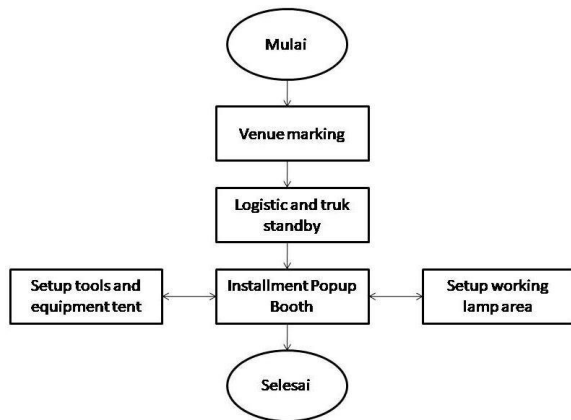 Mulai
Venue marking
Logistic and truk
standby
Setup tools and
equipment tent
Installment Popup
Booth
Setup working
lamp area
Selesai